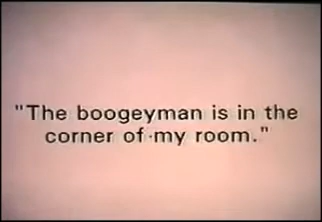 "The boogeyman is in the
corner of my room."